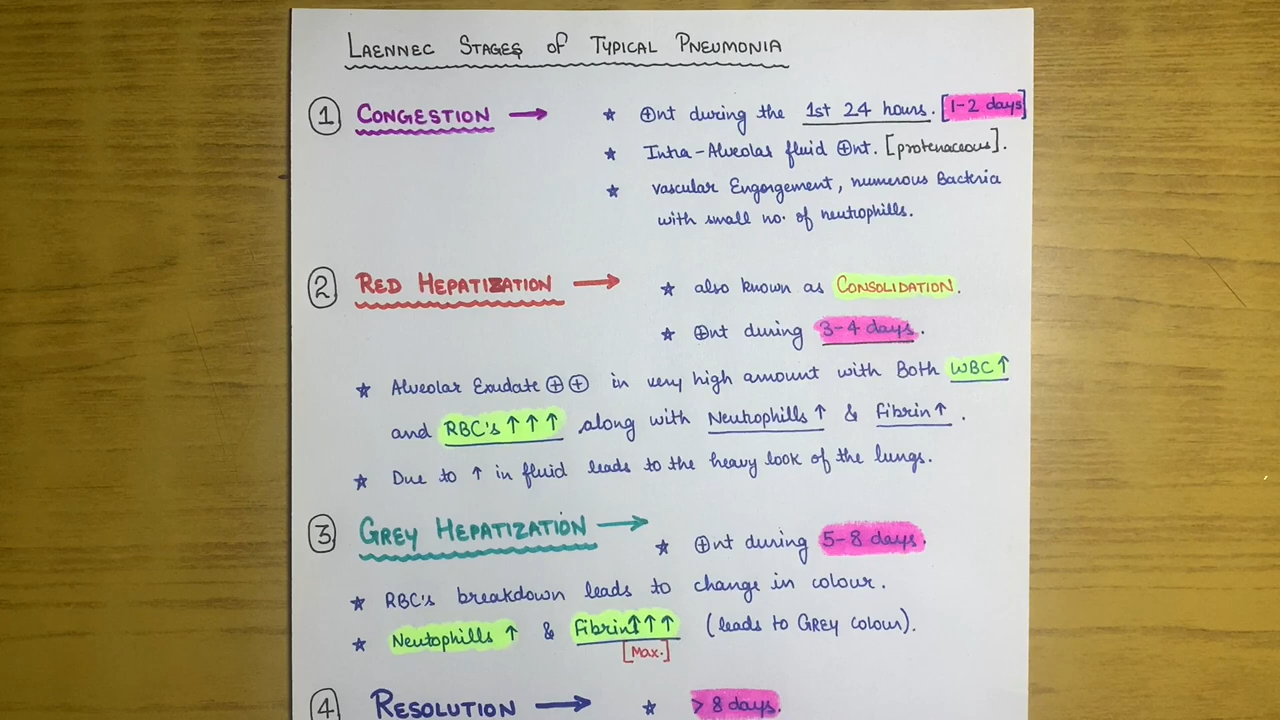 LAENNEC STAGES of TYPICAL PNEUMONIA
① CONGESTION → ★ ⊕nt during the 1st 24 hours. [1-2 days]
★ Intra-Alveolar fluid ⊕nt. [protenaceous].
★ vascular Engorgement, numerous Bacteria
with small no. of neutrophills.
② RED HEPATIZATION → ★ also known as CONSOLIDATION.
★ ⊕nt during 3-4 days.
★ Alveolar Exudate ⊕⊕ in very high amount with Both WBC↑
and RBC's↑↑↑ along with Neutophills↑ & Fibrin↑.
★ Due to ↑ in fluid leads to the heavy look of the lungs.
③ GREY HEPATIZATION → ★ ⊕nt during 5-8 days.
★ RBC's breakdown leads to change in colour.
★ Neutophills↑ & Fibrin↑↑↑ (leads to GREY colour).
[Max.]
④ RESOLUTION → ★ > 8 days.